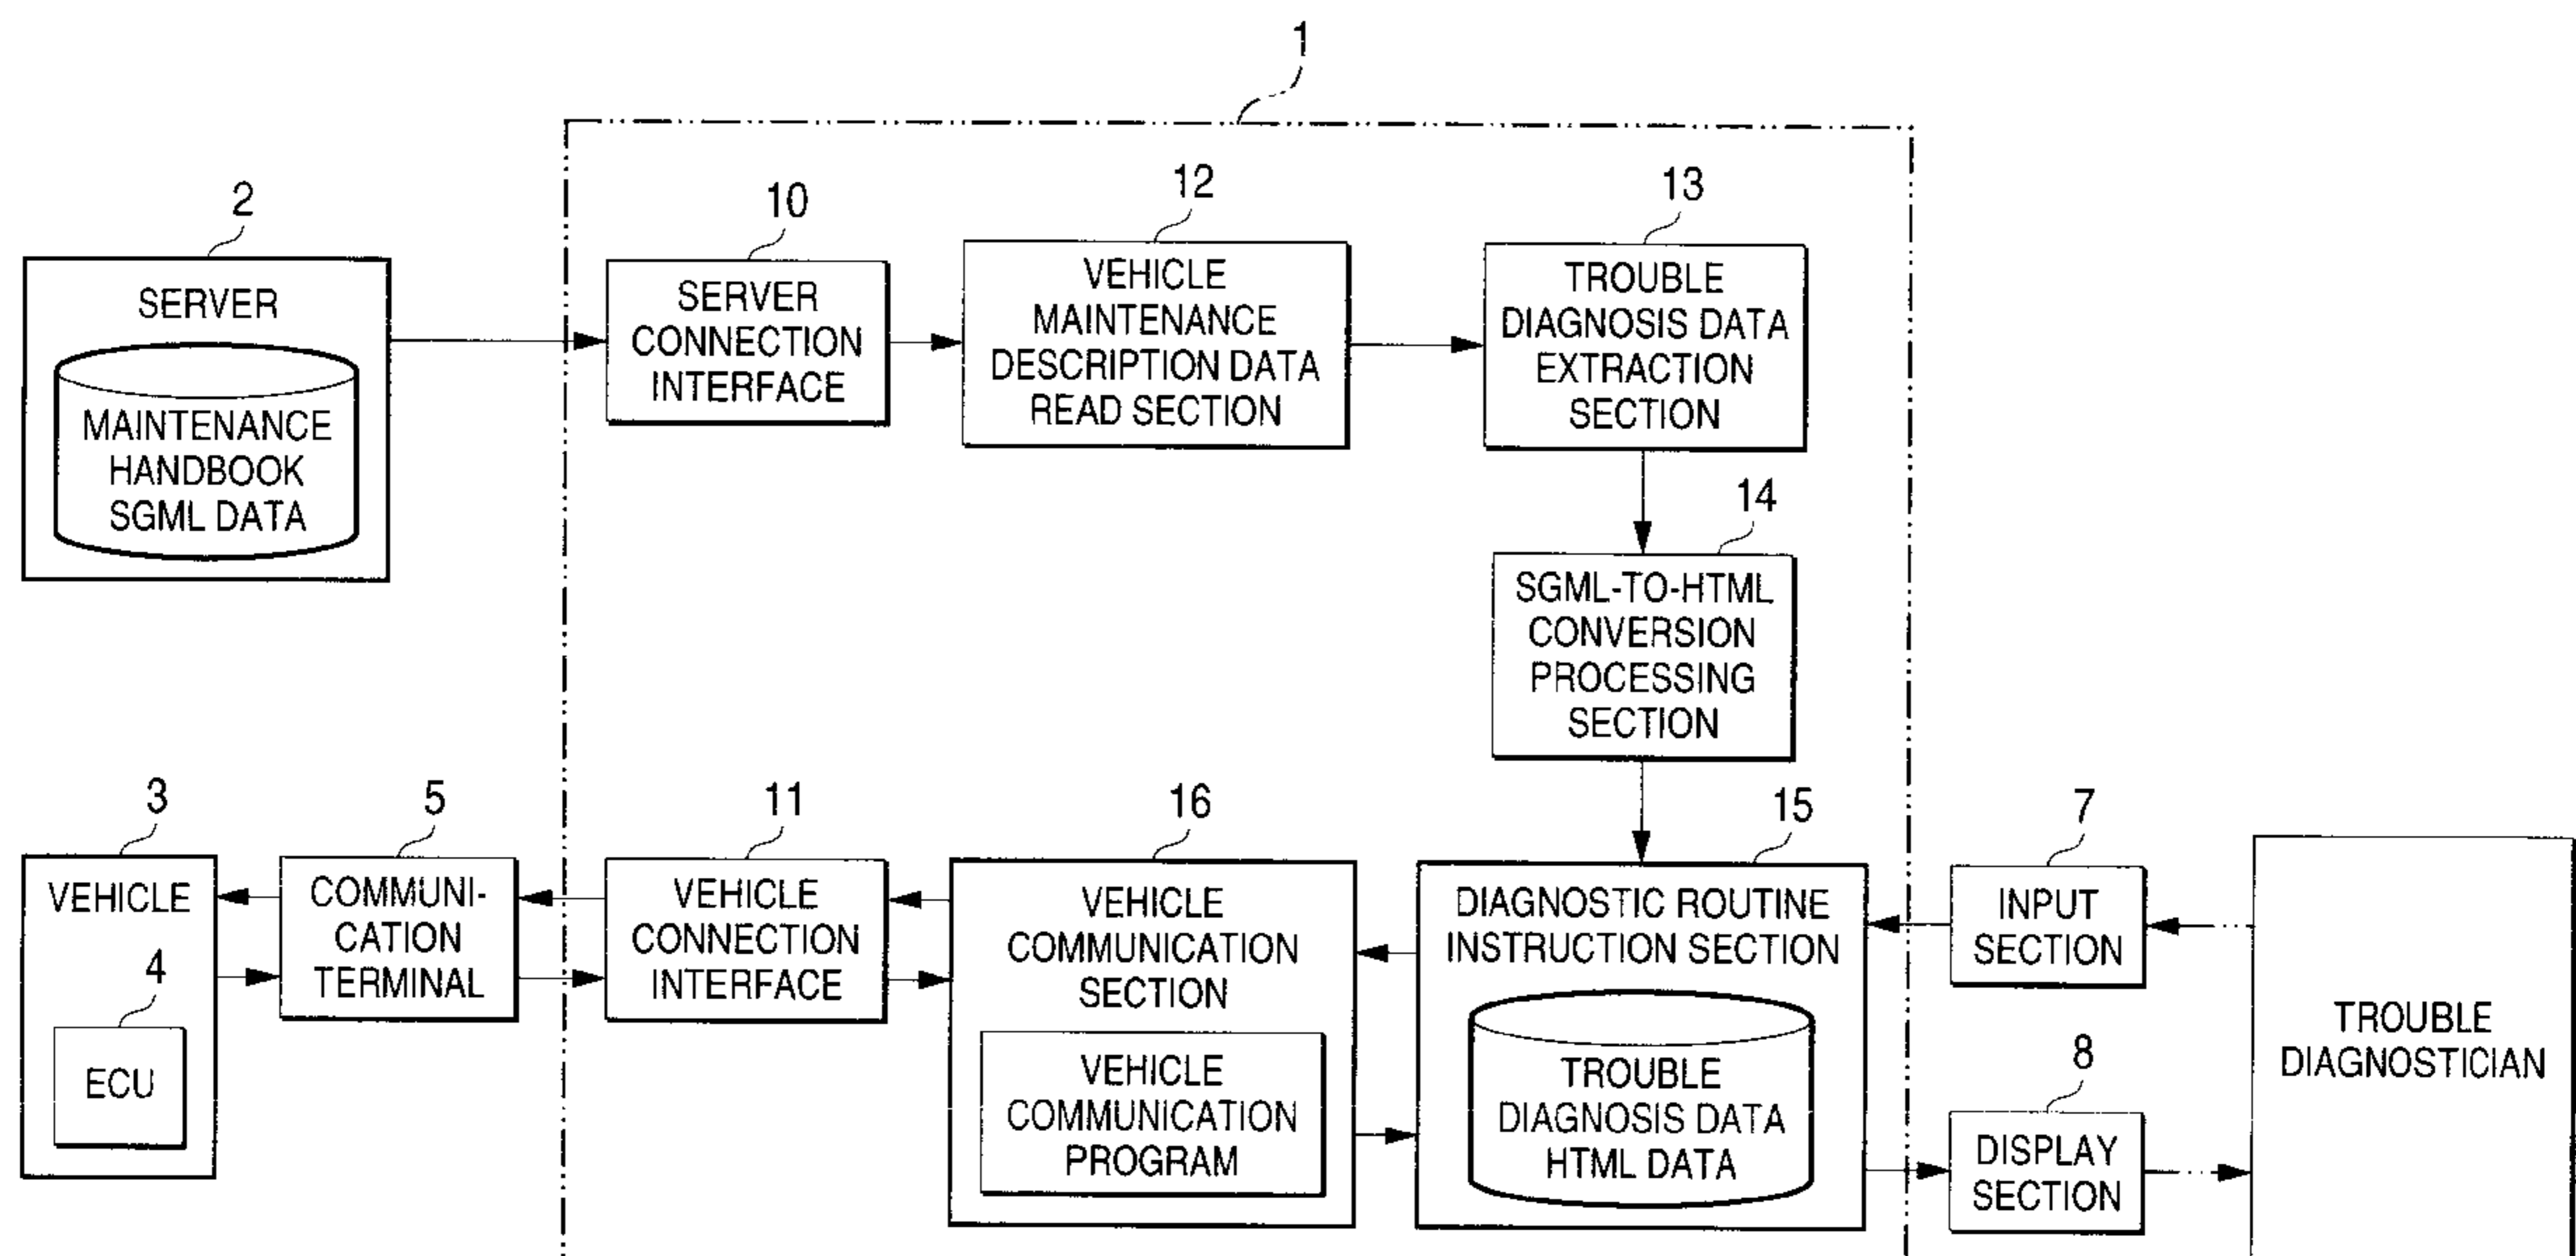 1
2
SERVER
MAINTENANCE
HANDBOOK
SGML DATA
10
SERVER
CONNECTION
INTERFACE
12
VEHICLE
MAINTENANCE
DESCRIPTION DATA
READ SECTION
13
TROUBLE
DIAGNOSIS DATA
EXTRACTION
SECTION
14
SGML-TO-HTML
CONVERSION
PROCESSING
SECTION
3
VEHICLE
4
ECU
5
COMMUNI-
CATION
TERMINAL
11
VEHICLE
CONNECTION
INTERFACE
16
VEHICLE
COMMUNICATION
SECTION
VEHICLE
COMMUNICATION
PROGRAM
15
DIAGNOSTIC ROUTINE
INSTRUCTION SECTION
TROUBLE
DIAGNOSIS DATA
HTML DATA
7
INPUT
SECTION
8
DISPLAY
SECTION
TROUBLE
DIAGNOSTICIAN